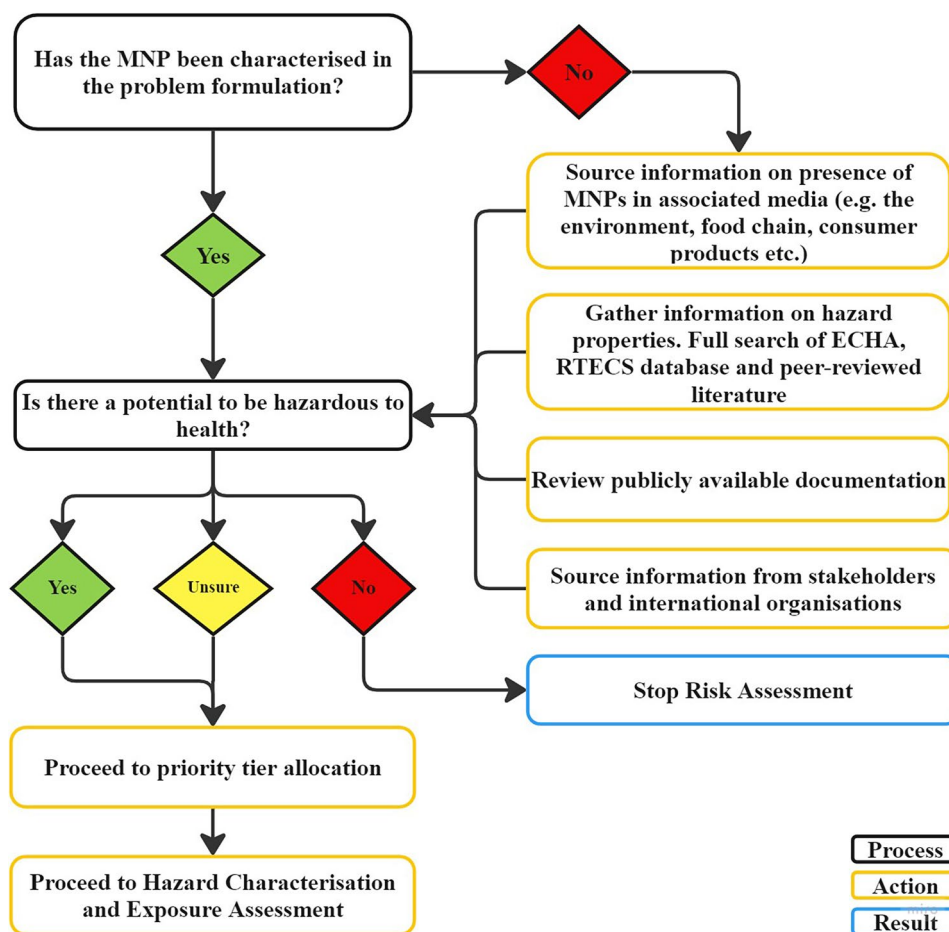 Has the MNP been characterised in
the problem formulation?
No
Source information on presence of
MNPs in associated media (e.g. the
environment, food chain, consumer
products etc.)
Yes
Gather information on hazard
properties. Full search of ECHA,
RTECS database and peer-reviewed
literature
Is there a potential to be hazardous to
health?
Review publicly available documentation
Yes
Unsure
No
Source information from stakeholders
and international organisations
Stop Risk Assessment
Proceed to priority tier allocation
Proceed to Hazard Characterisation
and Exposure Assessment
Process
Action
miro
Result